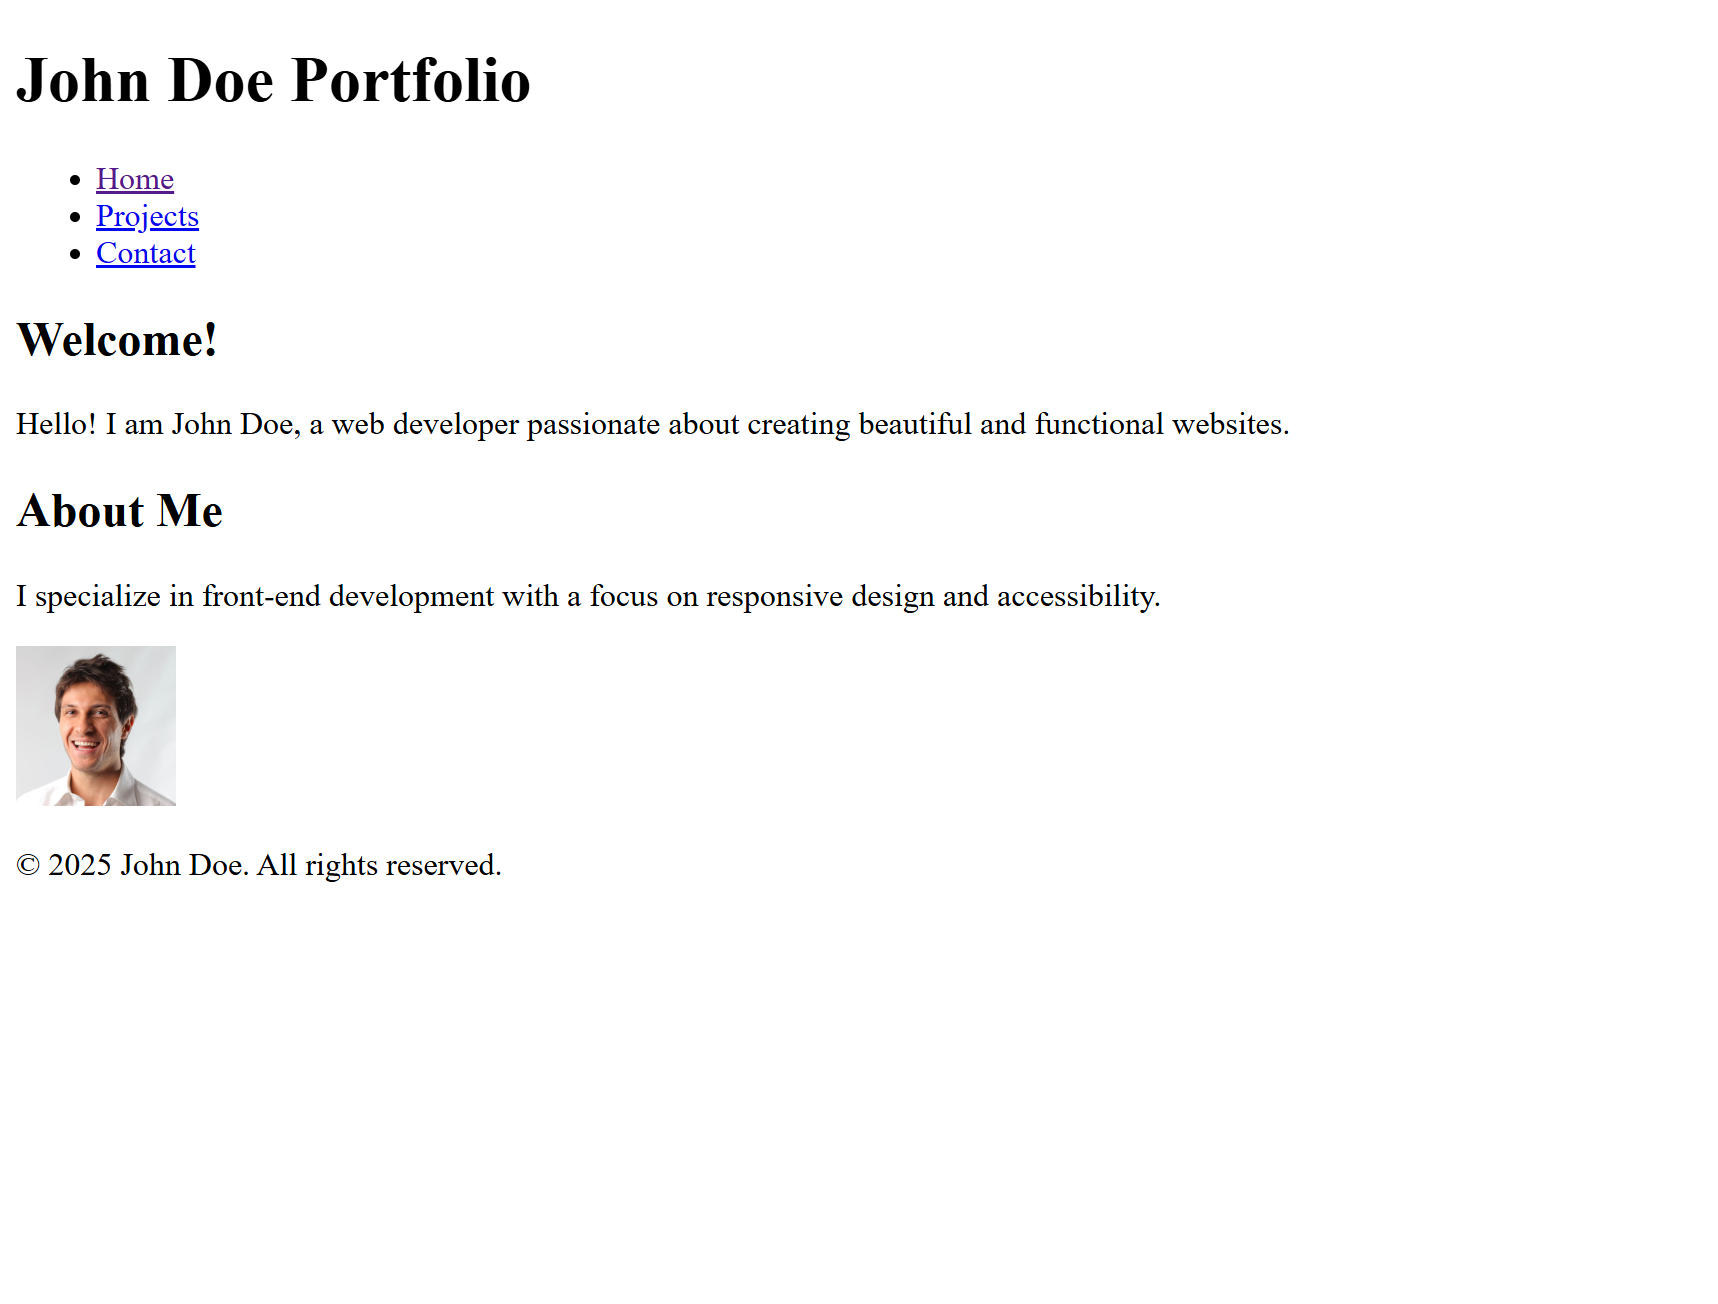 John Doe Portfolio
Home
Projects
Contact
Welcome!
Hello! I am John Doe, a web developer passionate about creating beautiful and functional websites.
About Me
I specialize in front-end development with a focus on responsive design and accessibility.
© 2025 John Doe. All rights reserved.